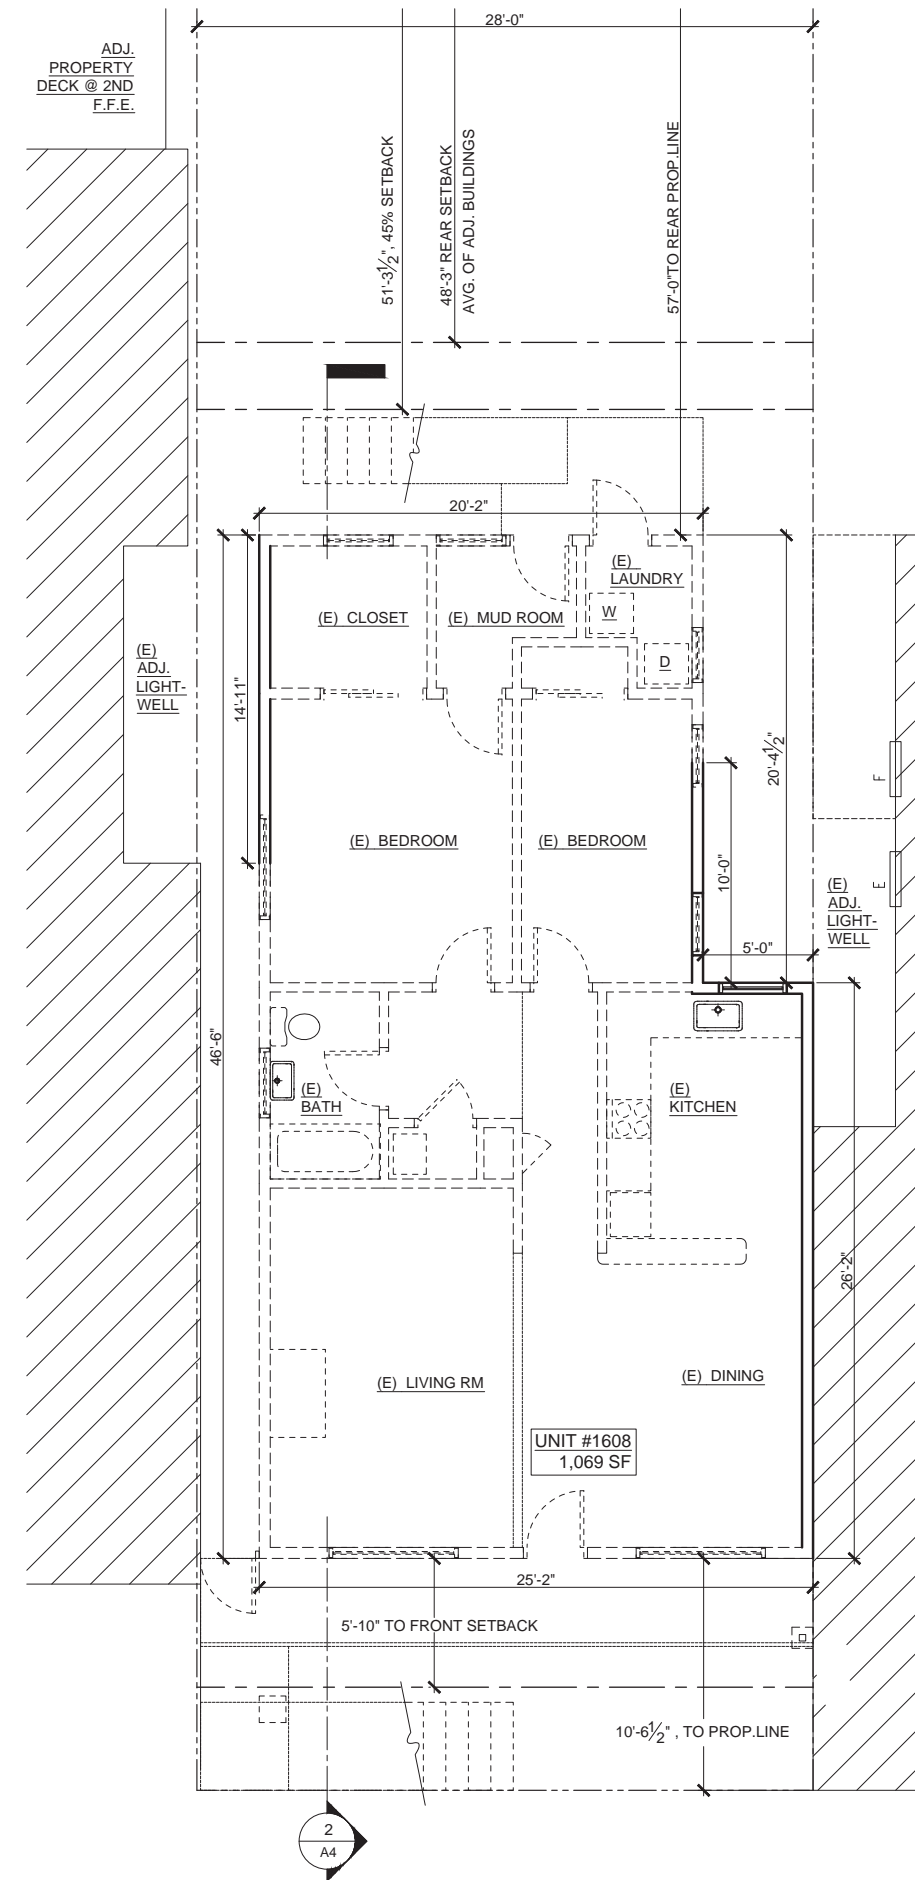 28'-0"
ADJ.
PROPERTY
DECK @ 2ND
F.F.E.
51'-3½", 45% SETBACK
48'-3" REAR SETBACK
AVG. OF ADJ. BUILDINGS
57'-0"TO REAR PROP.LINE
20'-2"
(E)
LAUNDRY
W
D
(E) CLOSET
(E) MUD ROOM
(E)
ADJ.
LIGHT-
WELL
14'-11"
20'-4½"
F
(E) BEDROOM
(E) BEDROOM
10'-0"
E
(E)
ADJ.
LIGHT-
WELL
5'-0"
46'-6"
(E)
BATH
(E)
KITCHEN
26'-2"
(E) LIVING RM
(E) DINING
UNIT #1608
1,069 SF
25'-2"
5'-10" TO FRONT SETBACK
10'-6½" , TO PROP.LINE
2
A4